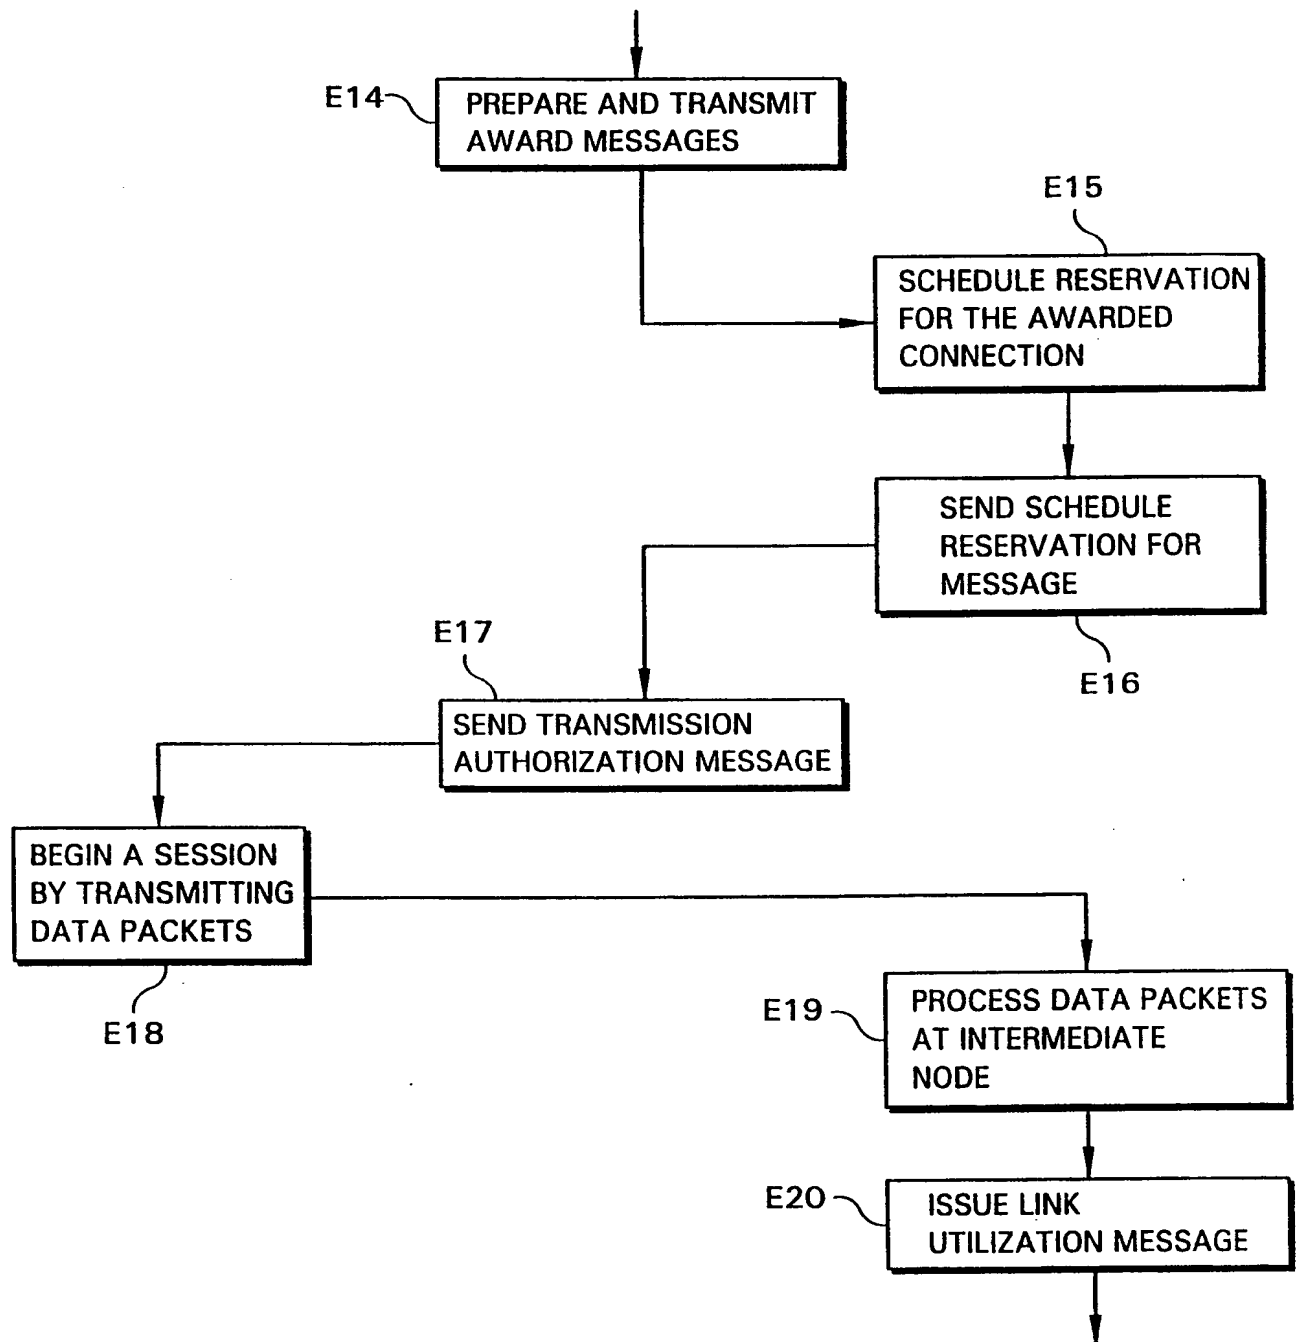 E14
PREPARE AND TRANSMIT
AWARD MESSAGES
E15
SCHEDULE RESERVATION
FOR THE AWARDED
CONNECTION
SEND SCHEDULE
RESERVATION FOR
MESSAGE
E16
E17
SEND TRANSMISSION
AUTHORIZATION MESSAGE
BEGIN A SESSION
BY TRANSMITTING
DATA PACKETS
E18
E19
PROCESS DATA PACKETS
AT INTERMEDIATE
NODE
E20
ISSUE LINK
UTILIZATION MESSAGE